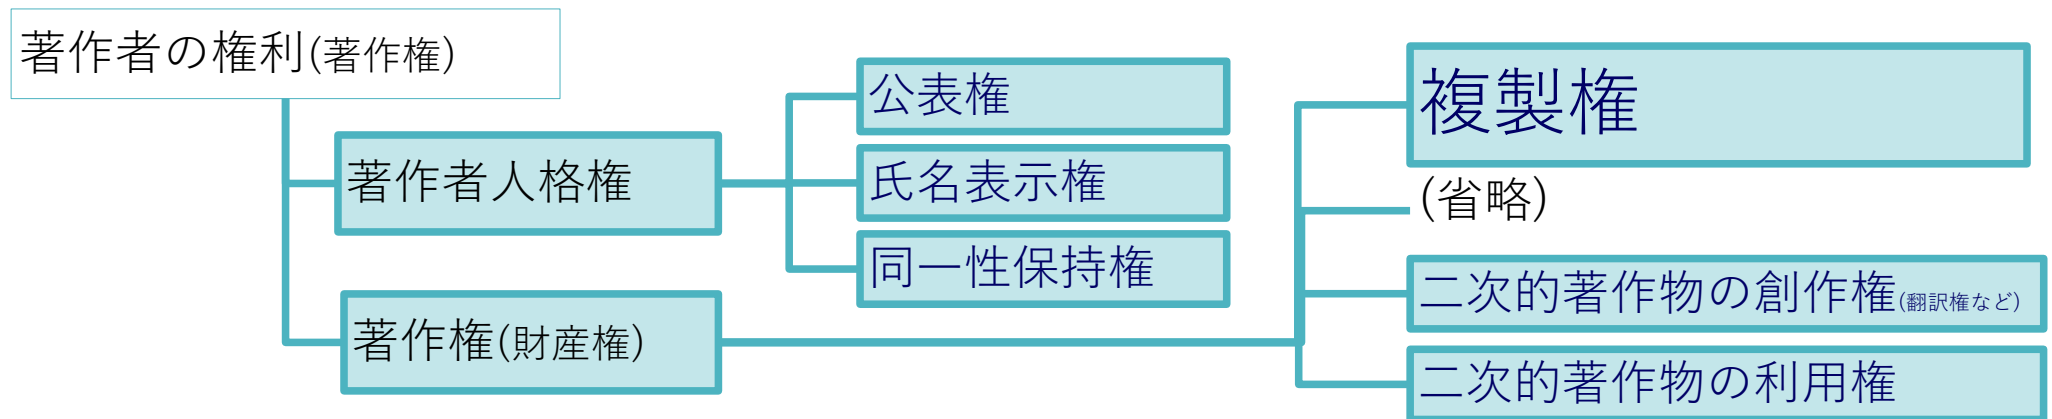 著作者の権利(著作権)
著作者人格権
公表権
氏名表示権
同一性保持権
著作権(財産権)
複製権
(省略)
二次的著作物の創作権(翻訳権など)
二次的著作物の利用権